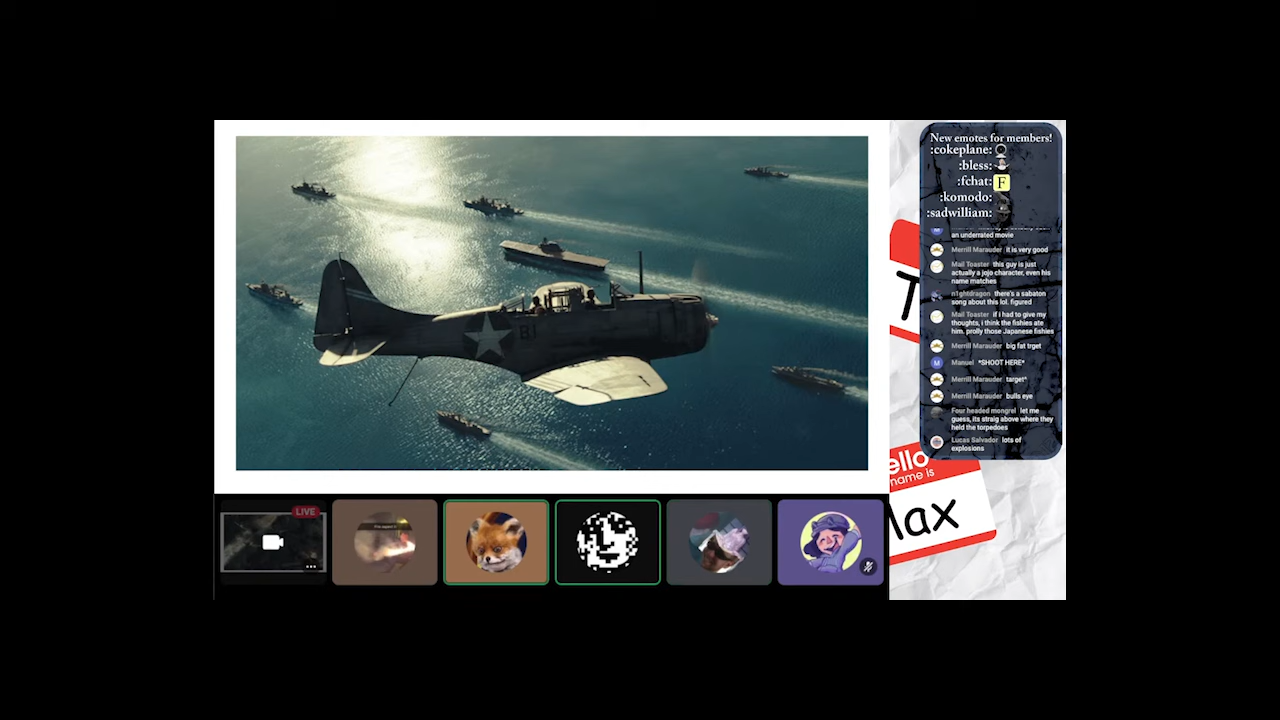 B1
LIVE
New emotes for members!
:cokeplane:
:bless:
:fchat: F
:komodo:
:sadwilliam:
an underrated movie
Merrill Marauder it is very good
Mail Toaster this guy is just
actually a jojo character, even his
name matches
n1ghtdragon there's a sabaton
song about this lol. figured
Mail Toaster if i had to give my
thoughts, i think the fishies ate
him. prolly those Japanese fishies
Merrill Marauder big fat trget
Manuel *SHOOT HERE*
Merrill Marauder target*
Merrill Marauder bulls eye
Four headed mongrel let me
guess, its straig above where they
held the torpedoes
Lucas Salvador lots of
explosions
T
ello
name is
Max